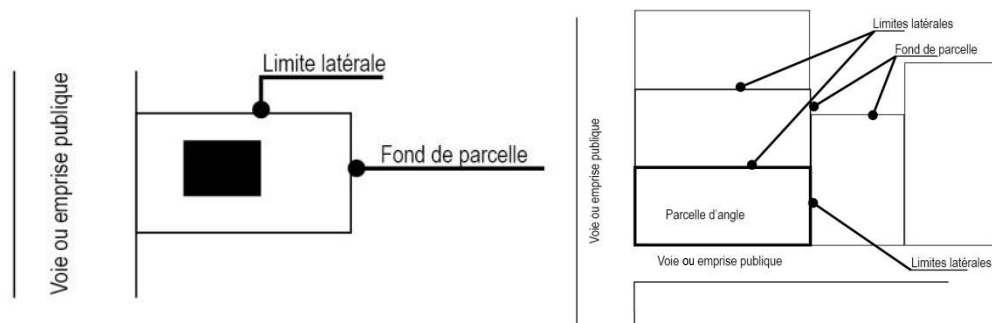 Voie ou emprise publique
Limite latérale
Fond de parcelle
Limites latérales
Fond de parcelle
Voie ou emprise publique
Parcelle d'angle
Voie ou emprise publique
Limites latérales